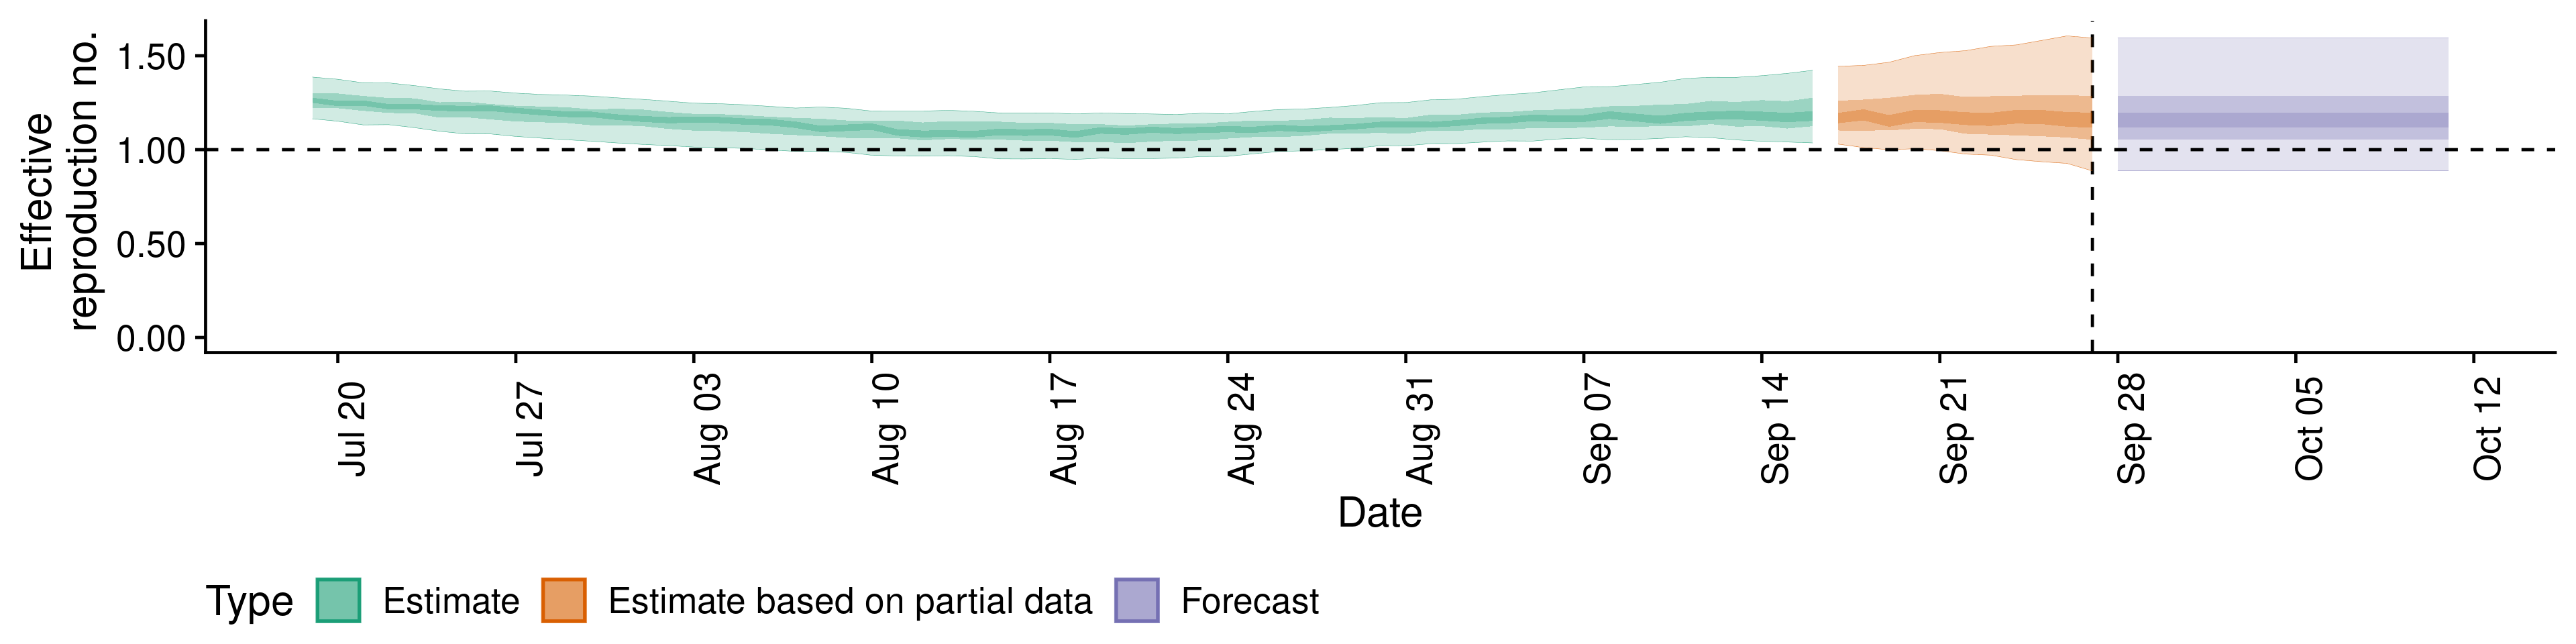 Effective
reproduction no.
1.50
1.00
0.50
0.00
Jul 20
Jul 27
Aug 03
Aug 10
Aug 17
Aug 24
Aug 31
Sep 07
Sep 14
Sep 21
Sep 28
Oct 05
Oct 12
Date
Type Estimate Estimate based on partial data Forecast